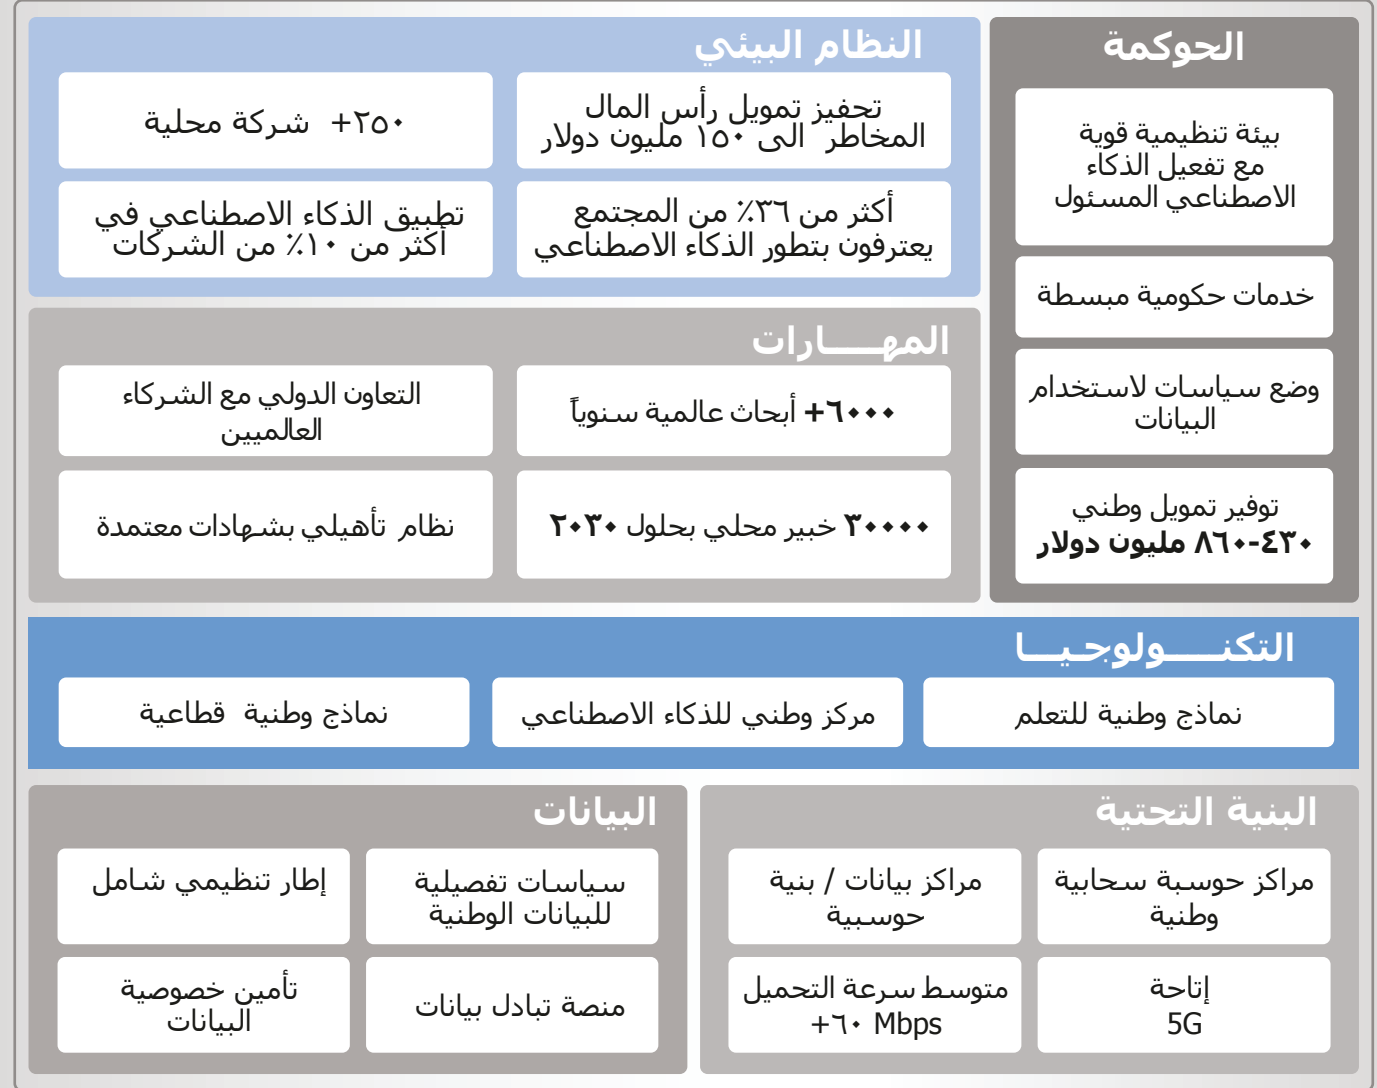 الحوكمة
بيئة تنظيمية قوية
مع تفعيل الذكاء
الاصطناعي المسئول
خدمات حكومية مبسطة
وضع سياسات لاستخدام
البيانات
توفير تمويل وطني
٤٣٠-٨٦٠ مليون دولار
النظام البيئي
تحفيز تمويل رأس المال
المخاطر الى ١٥٠ مليون دولار
٢٥٠+ شركة محلية
أكثر من ٣٦٪ من المجتمع
يعترفون بتطور الذكاء الاصطناعي
تطبيق الذكاء الاصطناعي في
أكثر من ١٠٪ من الشركات
المهـــارات
٦٠٠٠+ أبحاث عالمية سنوياً
التعاون الدولي مع الشركاء
العالميين
٣٠٠٠٠ خبير محلي بحلول ٢٠٣٠
نظام تأهيلي بشهادات معتمدة
التكنـــولوجيــا
نماذج وطنية للتعلم
مركز وطني للذكاء الاصطناعي
نماذج وطنية قطاعية
البنية التحتية
مراكز حوسبة سحابية
وطنية
مراكز بيانات / بنية
حوسبية
إتاحة
5G
متوسط سرعة التحميل
+٦٠ Mbps
البيانات
سياسات تفصيلية
للبيانات الوطنية
إطار تنظيمي شامل
منصة تبادل بيانات
تأمين خصوصية
البيانات